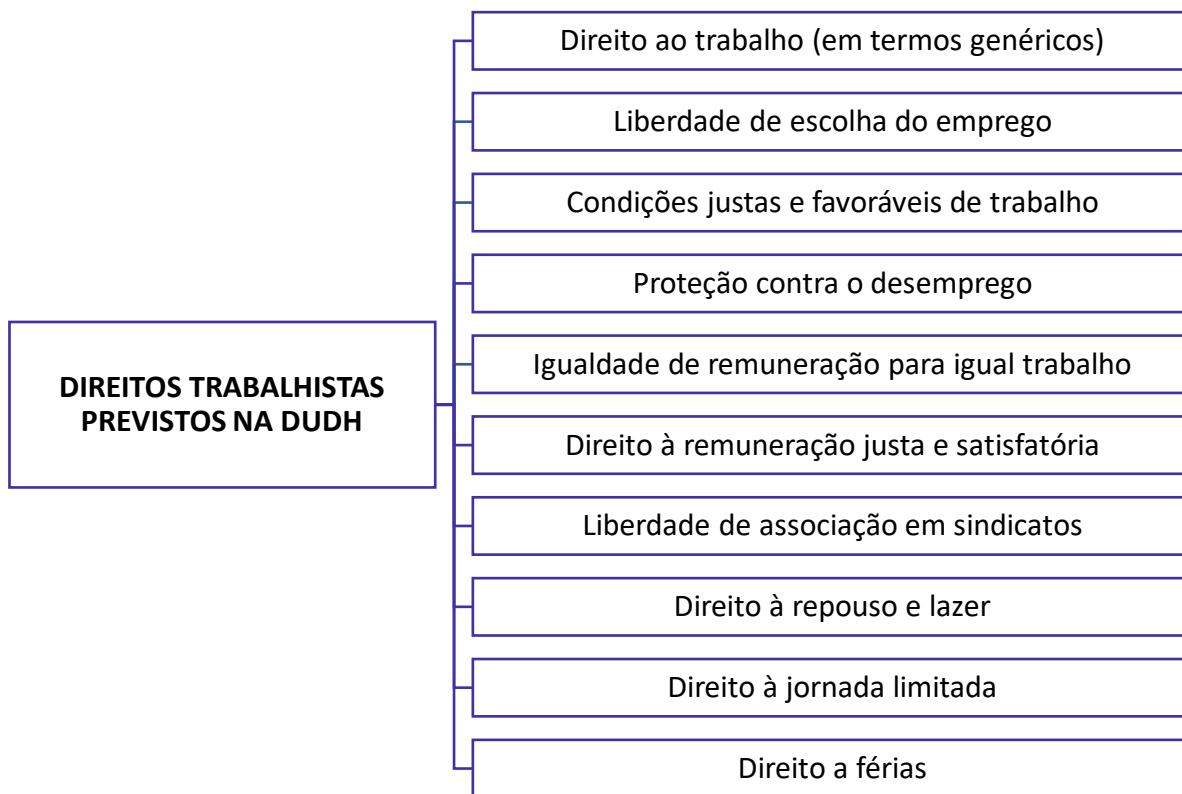 Direito ao trabalho (em termos genéricos)
Liberdade de escolha do emprego
Condições justas e favoráveis de trabalho
Proteção contra o desemprego
Igualdade de remuneração para igual trabalho
DIREITOS TRABALHISTAS
PREVISTOS NA DUDH
Direito à remuneração justa e satisfatória
Liberdade de associação em sindicatos
Direito à repouso e lazer
Direito à jornada limitada
Direito a férias